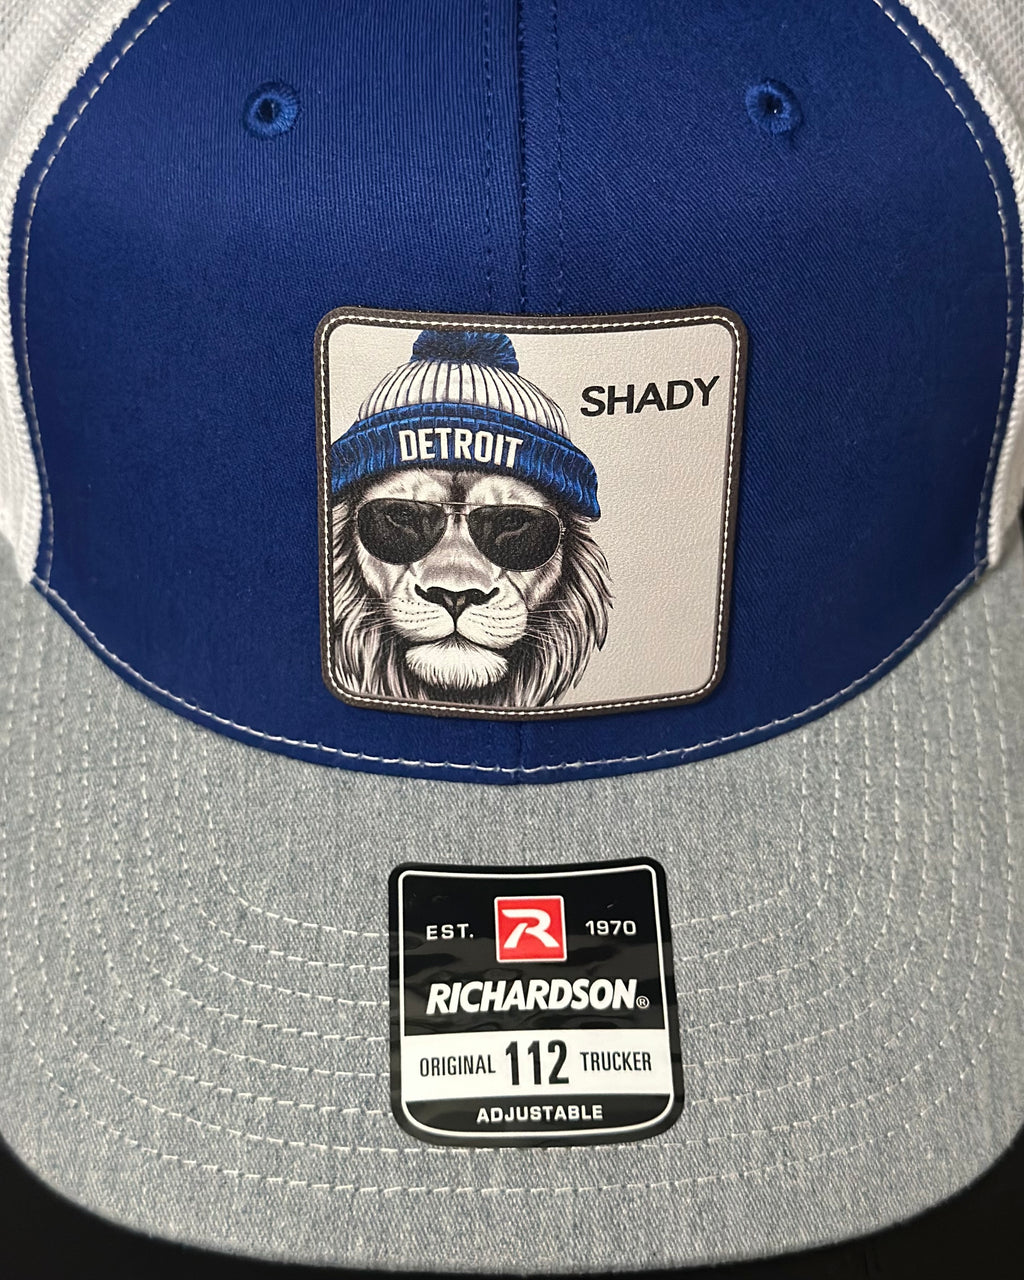 SHADY
DETROIT
EST. R 1970
RICHARDSON®
ORIGINAL 112 TRUCKER
ADJUSTABLE